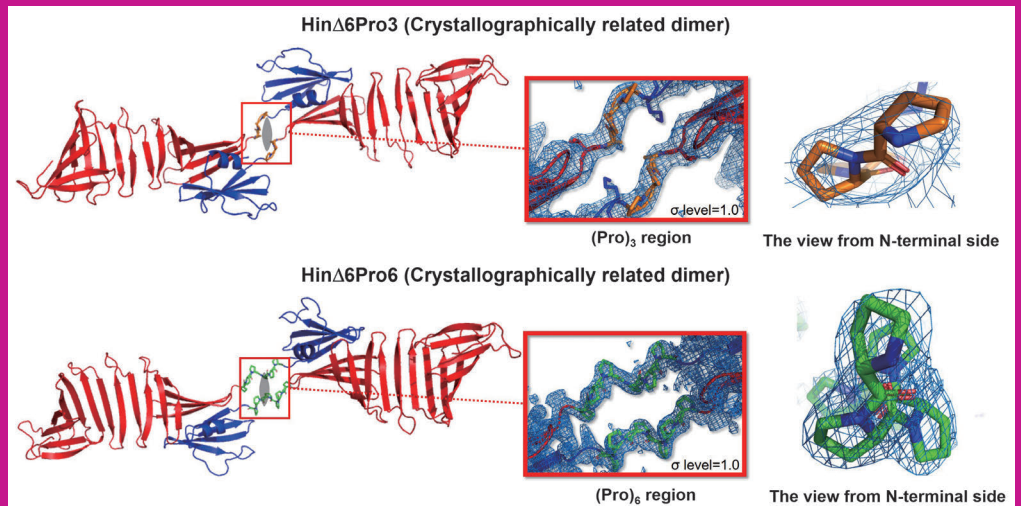 HinΔ6Pro3 (Crystallographically related dimer)
σ level=1.0
(Pro)₃ region
The view from N-terminal side
HinΔ6Pro6 (Crystallographically related dimer)
σ level=1.0
(Pro)₆ region
The view from N-terminal side